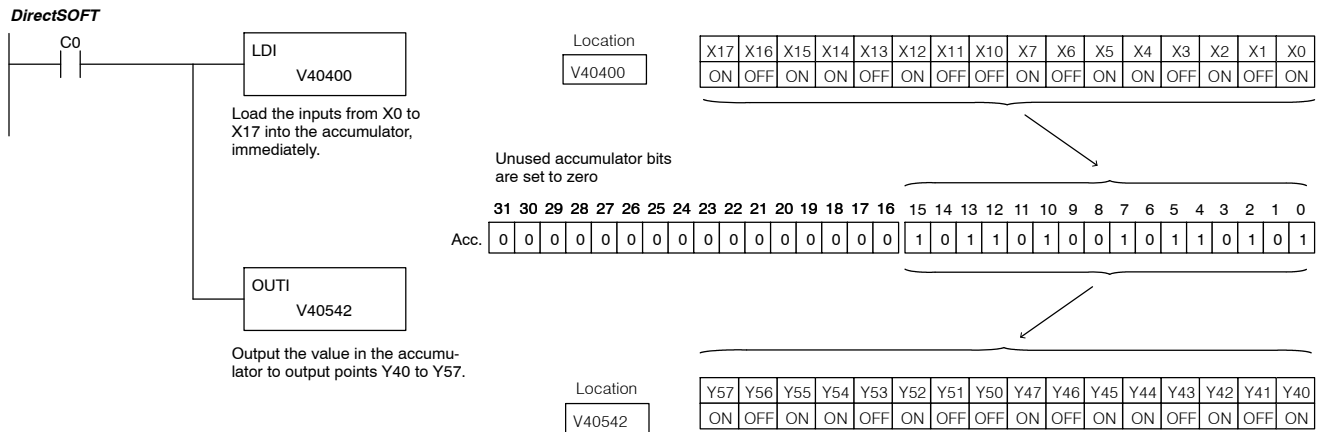 DirectSOFT
C0
LDI
V40400
Load the inputs from X0 to
X17 into the accumulator,
immediately.
OUTI
V40542
Output the value in the accumu-
lator to output points Y40 to Y57.
Location
V40400
X17 X16 X15 X14 X13 X12 X11 X10 X7 X6 X5 X4 X3 X2 X1 X0
ON OFF ON ON OFF ON OFF OFF ON OFF ON ON OFF ON OFF ON
Unused accumulator bits
are set to zero
31 30 29 28 27 26 25 24 23 22 21 20 19 18 17 16 15 14 13 12 11 10 9 8 7 6 5 4 3 2 1 0
Acc. 0 0 0 0 0 0 0 0 0 0 0 0 0 0 0 0 1 0 1 1 0 1 0 0 1 0 1 1 0 1 0 1
Location
V40542
Y57 Y56 Y55 Y54 Y53 Y52 Y51 Y50 Y47 Y46 Y45 Y44 Y43 Y42 Y41 Y40
ON OFF ON ON OFF ON OFF OFF ON OFF ON ON OFF ON OFF ON